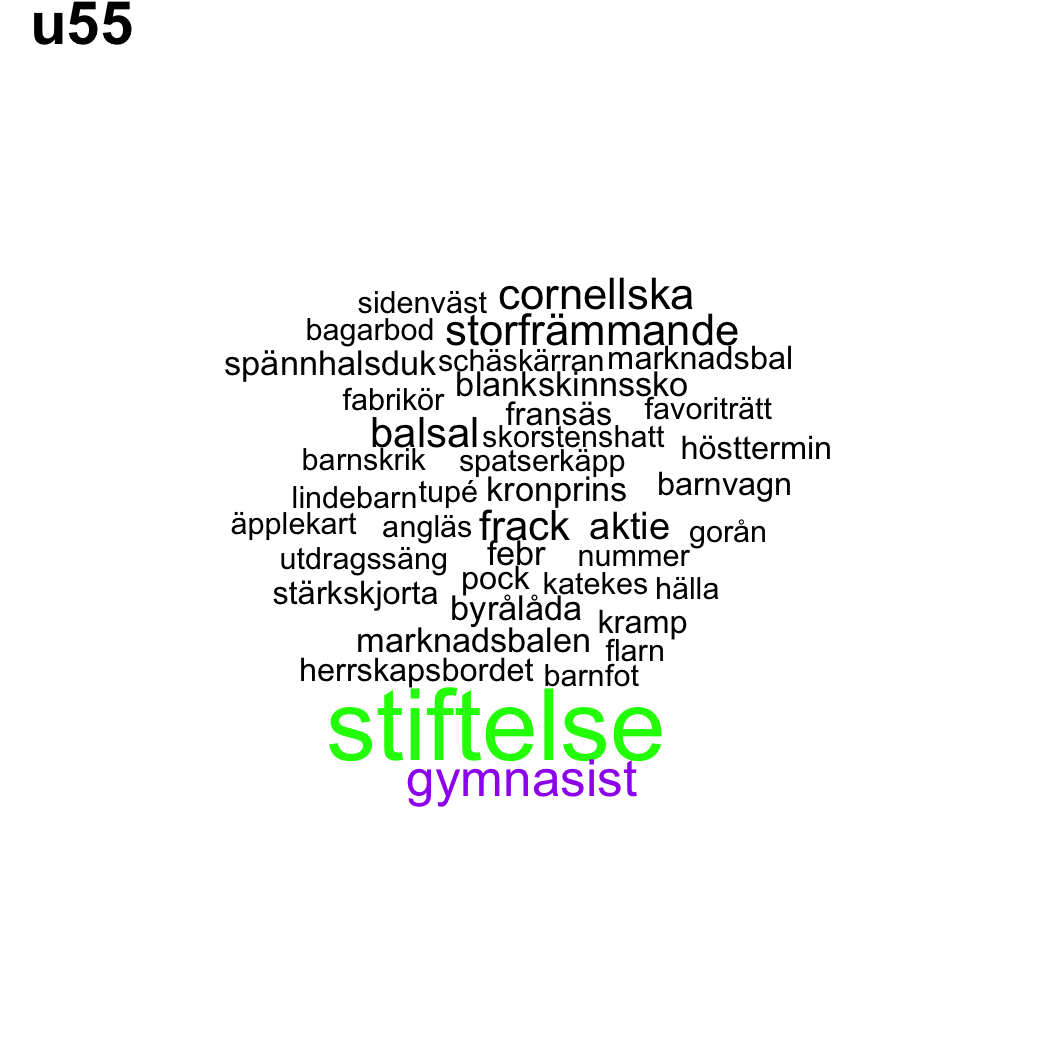 u55
sidenväst cornellska
bagarbod storfrämmande
spännhalsduk schäskärran marknadsbal
blankskinnssko
fabrikör fransäs favoriträtt
balsal skorstenshatt hösttermin
barnskrik spatserkäpp
lindebarn tupé kronprins barnvagn
äpplekart angläs frack aktie gorån
utdragssäng febr nummer
stärkskjorta pock katekes hälla
byrålåda kramp
marknadsbalen flarn
herrskapsbordet barnfot
stiftelse
gymnasist